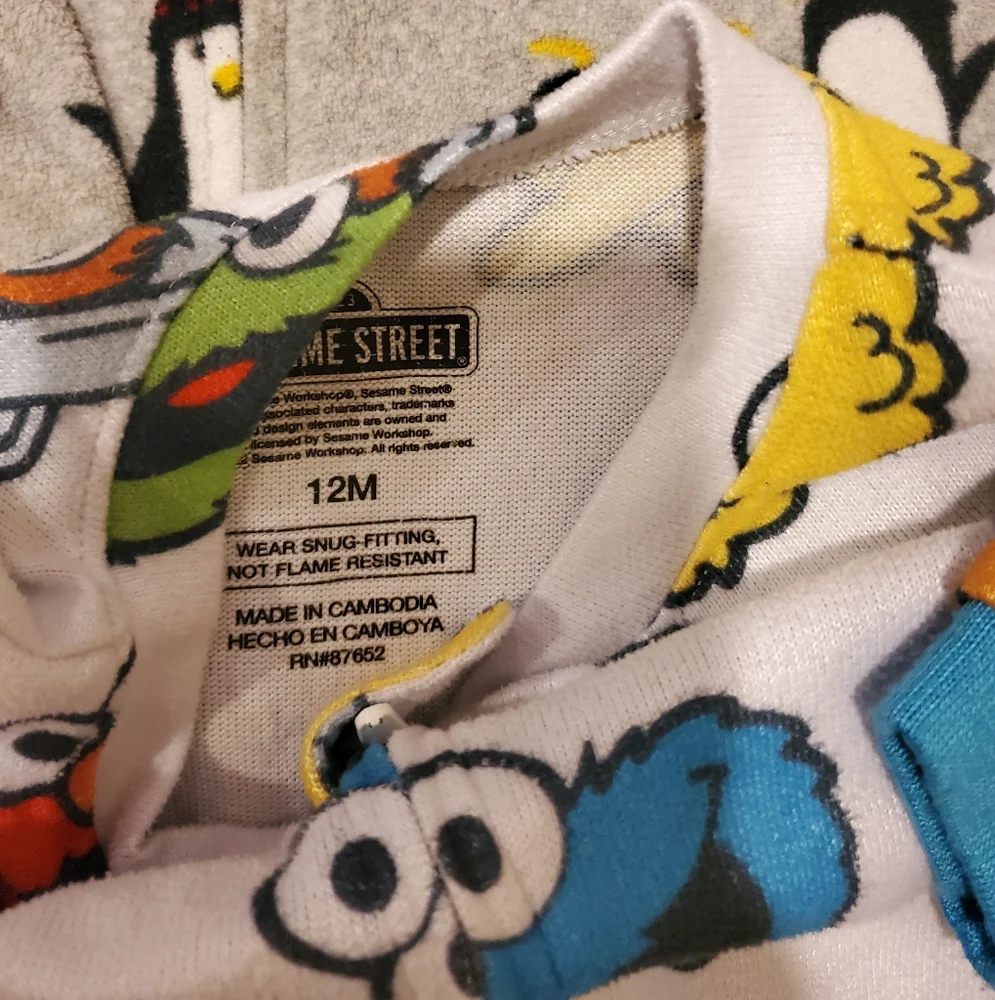 23
ME STREET®
Workshop®, Sesame Street®
associated characters, trademarks
design elements are owned and
licensed by Sesame Workshop.
Sesame Workshop. All rights reserved.
12M
WEAR SNUG-FITTING,
NOT FLAME RESISTANT
MADE IN CAMBODIA
HECHO EN CAMBOYA
RN#87652